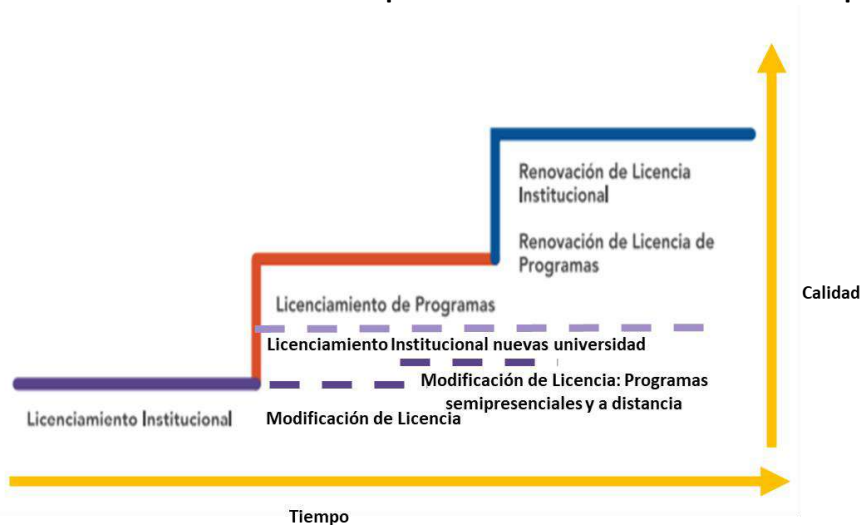 Renovación de Licencia
Institucional
Renovación de Licencia de
Programas
Calidad
Licenciamiento de Programas
Licenciamiento Institucional nuevas universidad
Modificación de Licencia: Programas
semipresenciales y a distancia
Licenciamiento Institucional
Modificación de Licencia
Tiempo